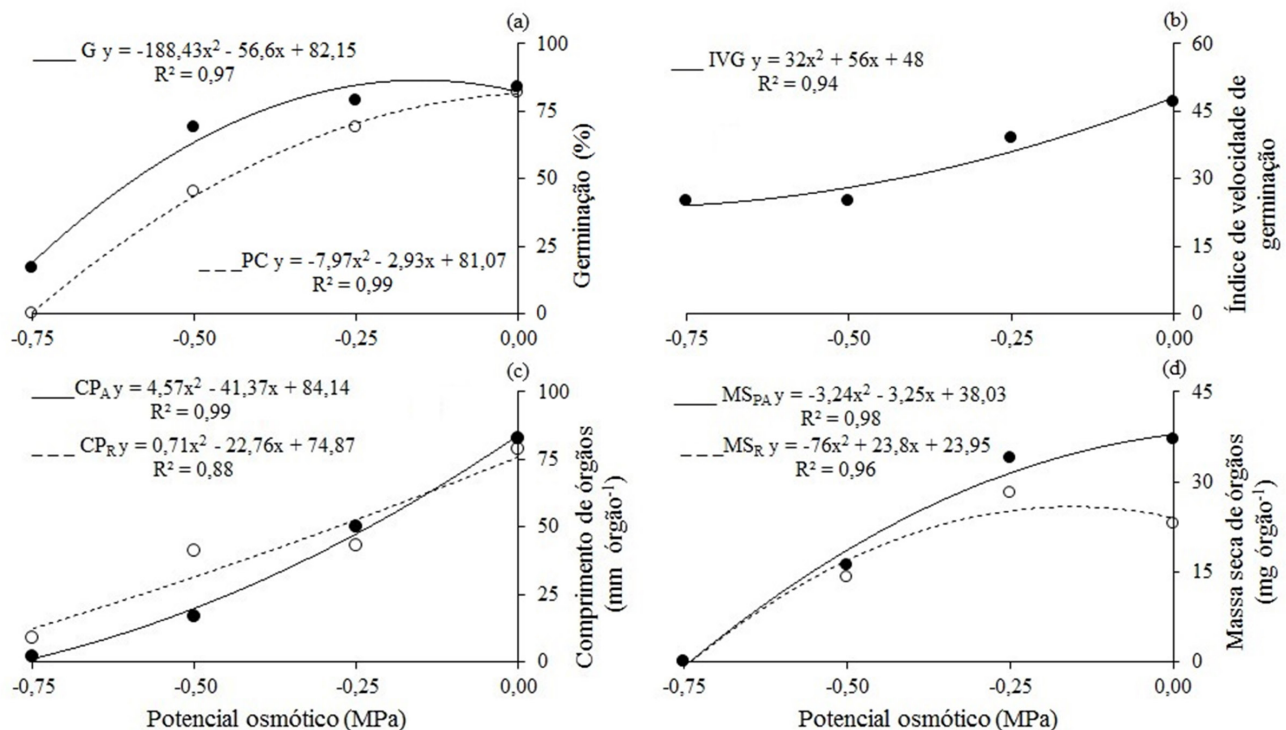 (a)
G y = -188,43x² - 56,6x + 82,15
R² = 0,97
PC y = -7,97x² - 2,93x + 81,07
R² = 0,99
100
75
50
25
0
Germinação (%)
-0,75 -0,50 -0,25 0,00
(b)
IVG y = 32x² + 56x + 48
R² = 0,94
60
45
30
15
0
Índice de velocidade de
germinação
-0,75 -0,50 -0,25 0,00
(c)
CP_A y = 4,57x² - 41,37x + 84,14
R² = 0,99
CP_R y = 0,71x² - 22,76x + 74,87
R² = 0,88
100
75
50
25
0
Comprimento de órgãos
(mm órgão⁻¹)
-0,75 -0,50 -0,25 0,00
Potencial osmótico (MPa)
(d)
MS_PA y = -3,24x² - 3,25x + 38,03
R² = 0,98
MS_R y = -76x² + 23,8x + 23,95
R² = 0,96
45
30
15
0
Massa seca de órgãos
(mg órgão⁻¹)
-0,75 -0,50 -0,25 0,00
Potencial osmótico (MPa)